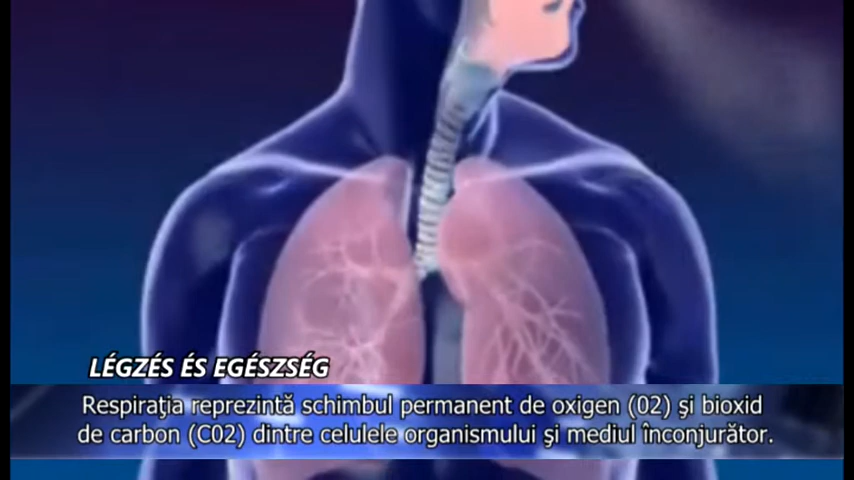 LÉGZÉS ÉS EGÉSZSÉG
Respiraţia reprezintă schimbul permanent de oxigen (02) şi bioxid
de carbon (C02) dintre celulele organismului şi mediul înconjurător.